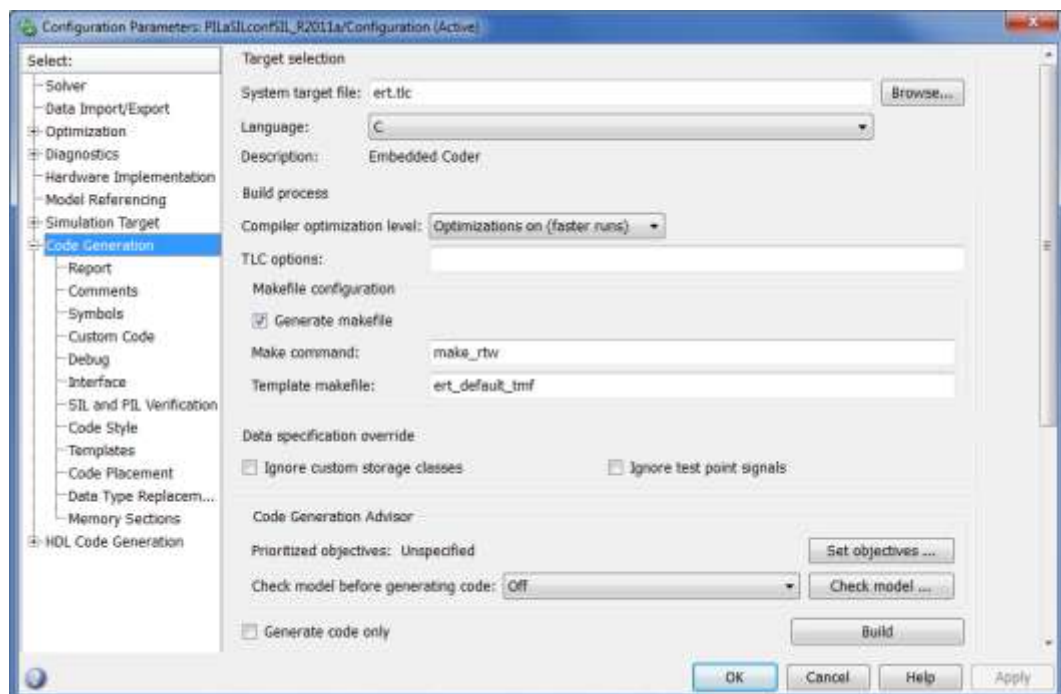 Configuration Parameters: PILaSILconfSIL_R2011a/Configuration (Active)
Select:
Solver
Data Import/Export
Optimization
Diagnostics
Hardware Implementation
Model Referencing
Simulation Target
Code Generation
Report
Comments
Symbols
Custom Code
Debug
Interface
SIL and PIL Verification
Code Style
Templates
Code Placement
Data Type Replacem...
Memory Sections
HDL Code Generation
Target selection
System target file: ert.tlc Browse...
Language: C
Description: Embedded Coder
Build process
Compiler optimization level: Optimizations on (faster runs)
TLC options:
Makefile configuration
Generate makefile
Make command: make_rtw
Template makefile: ert_default_tmf
Data specification override
Ignore custom storage classes Ignore test point signals
Code Generation Advisor
Prioritized objectives: Unspecified Set objectives ...
Check model before generating code: Off Check model ...
Generate code only Build
OK Cancel Help Apply